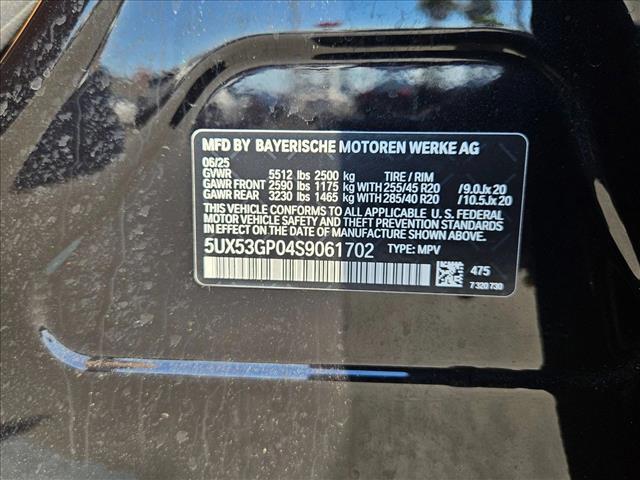 MFD BY BAYERISCHE MOTOREN WERKE AG
06/25
GVWR 5512 lbs 2500 kg TIRE / RIM
GAWR FRONT 2590 lbs 1175 kg WITH 255/45 R20 /9.0Jx20
GAWR REAR 3230 lbs 1465 kg WITH 285/40 R20 /10.5Jx20
THIS VEHICLE CONFORMS TO ALL APPLICABLE U.S. FEDERAL
MOTOR VEHICLE SAFETY AND THEFT PREVENTION STANDARDS
IN EFFECT ON THE DATE OF MANUFACTURE SHOWN ABOVE.
5UX53GP04S9061702 TYPE: MPV
475
7 320 730